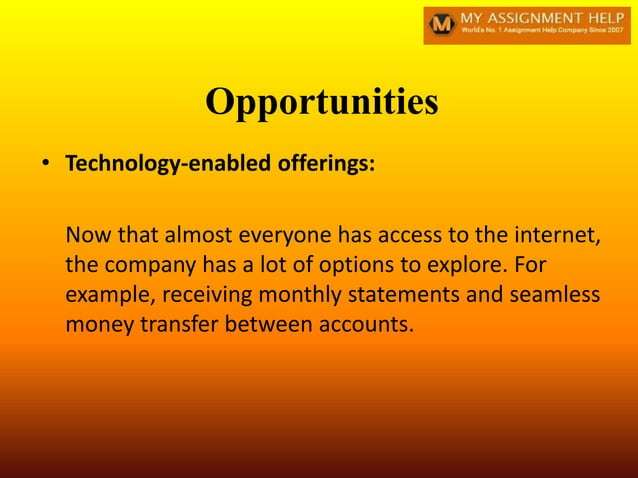 M MY ASSIGNMENT HELP
World's No. 1 Assignment Help Company Since 2007
Opportunities
• Technology-enabled offerings:
Now that almost everyone has access to the internet,
the company has a lot of options to explore. For
example, receiving monthly statements and seamless
money transfer between accounts.